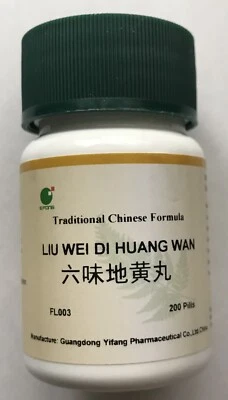 Traditional Chinese Formula
LIU WEI DI HUANG WAN
六味地黄丸
FL003
200 Pills
Manufacture: Guangdong Yifang Pharmaceutical Co.,Ltd.China